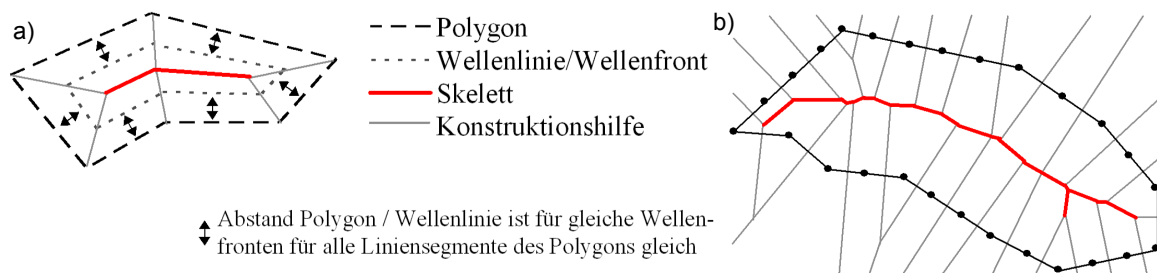 a)
Polygon
Wellenlinie/Wellenfront
Skelett
Konstruktionshilfe
Abstand Polygon / Wellenlinie ist für gleiche Wellen-
fronten für alle Liniensegmente des Polygons gleich
b)